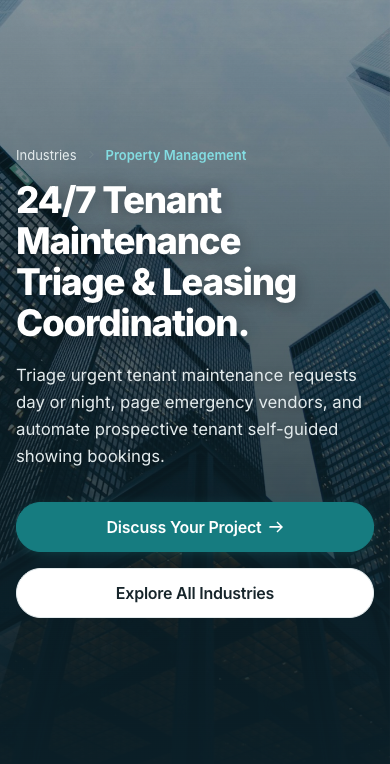 Industries
Property Management
24/7 Tenant
Maintenance
Triage & Leasing
Coordination.
Triage urgent tenant maintenance requests
day or night, page emergency vendors, and
automate prospective tenant self-guided
showing bookings.
Discuss Your Project →
Explore All Industries